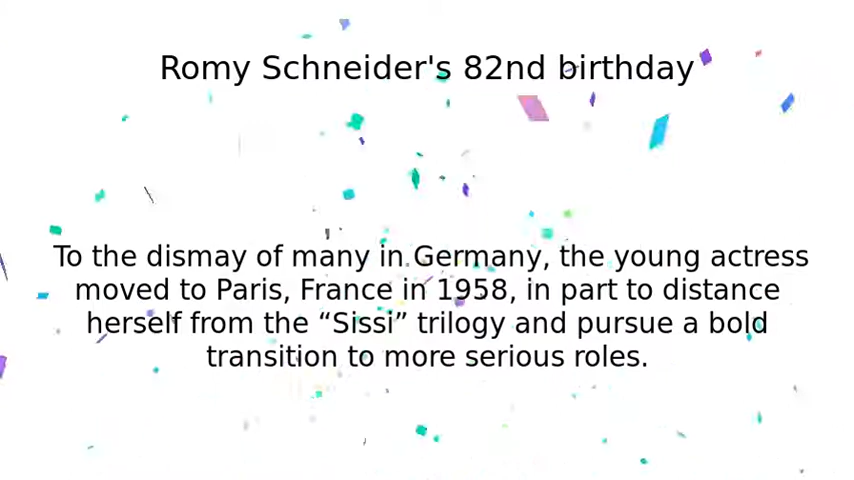 Romy Schneider's 82nd birthday
To the dismay of many in Germany, the young actress
moved to Paris, France in 1958, in part to distance
herself from the “Sissi” trilogy and pursue a bold
transition to more serious roles.